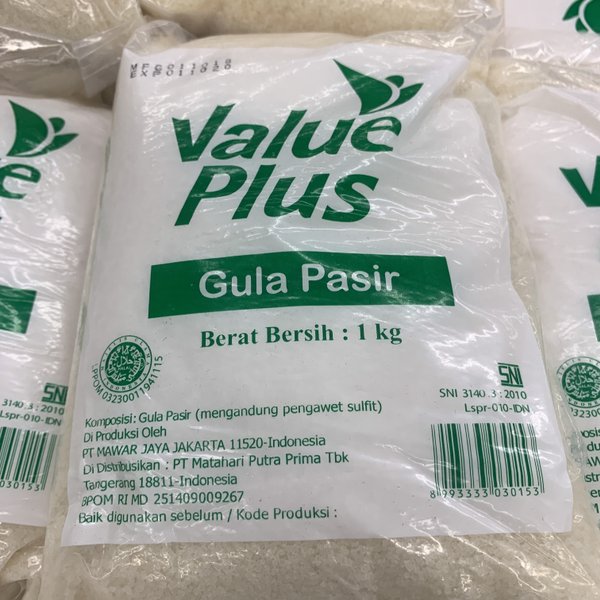 Value
Plus
Gula Pasir
Berat Bersih : 1 kg
LPPOM 03230011941115
SNI
SNI 3140.3 : 2010
Lspr-010-IDN
Komposisi: Gula Pasir (mengandung pengawet sulfit)
Di Produksi Oleh
PT MAWAR JAYA JAKARTA 11520-Indonesia
Di Distribusikan : PT Matahari Putra Prima Tbk
Tangerang 18811-Indonesia
BPOM RI MD 251409009267
Baik digunakan sebelum / Kode Produksi :
8 993333 030153